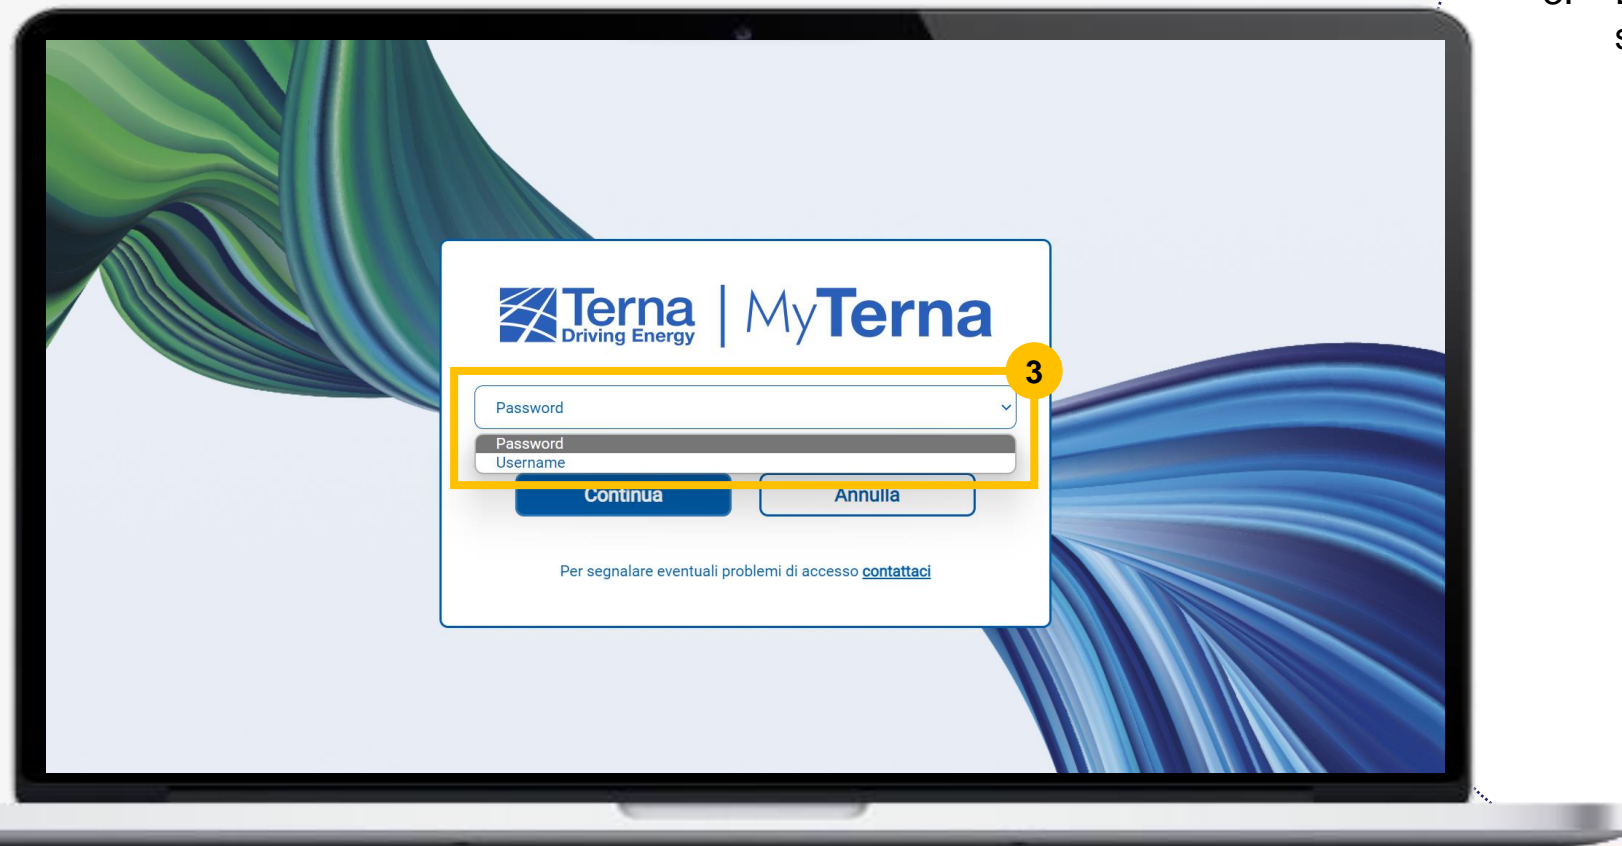 Terna
Driving Energy
MyTerna
3
Password
Password
Username
Continua
Annulla
Per segnalare eventuali problemi di accesso contattaci